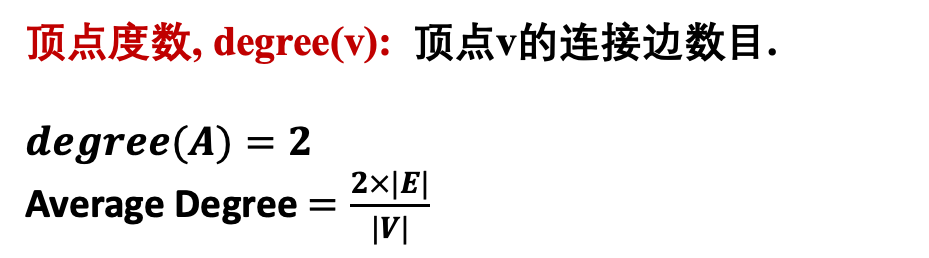 顶点度数, degree(v): 顶点v的连接边数目.
degree(A) = 2
Average Degree = 2×|E| / |V|